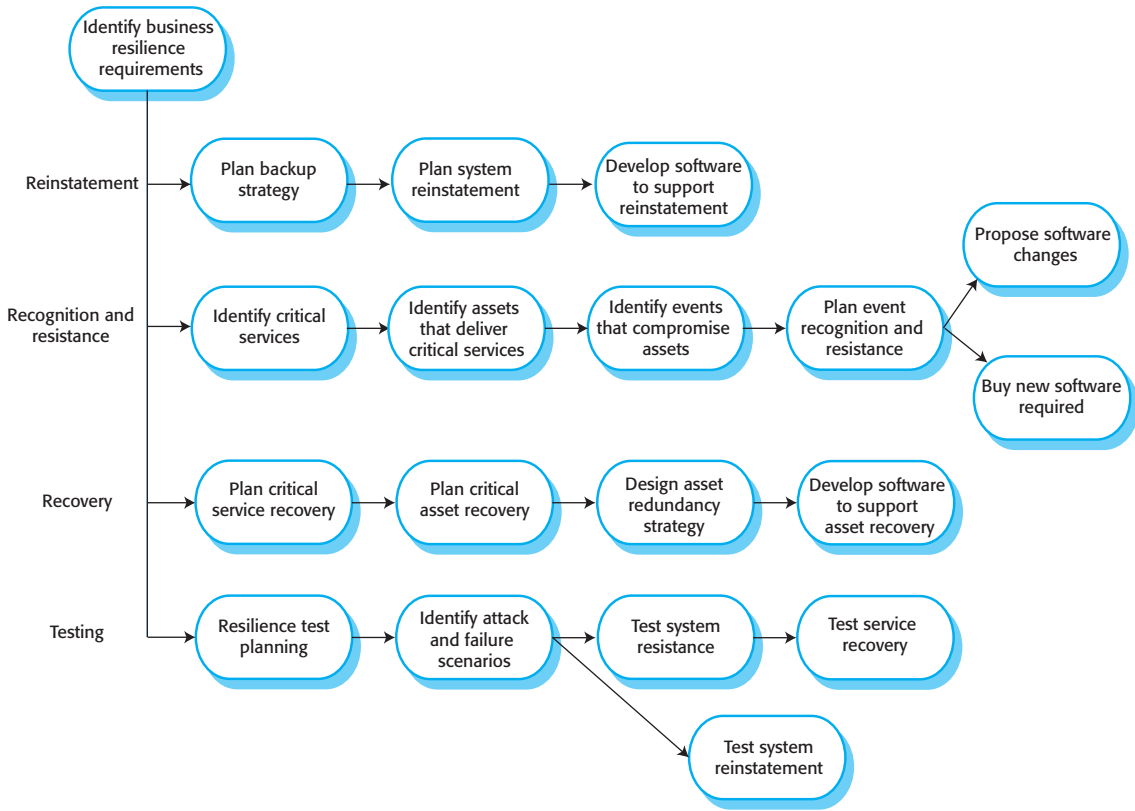 Identify business
resilience
requirements
Reinstatement
Plan backup
strategy
Plan system
reinstatement
Develop software
to support
reinstatement
Propose software
changes
Recognition and
resistance
Identify critical
services
Identify assets
that deliver
critical services
Identify events
that compromise
assets
Plan event
recognition and
resistance
Buy new software
required
Recovery
Plan critical
service recovery
Plan critical
asset recovery
Design asset
redundancy
strategy
Develop software
to support
asset recovery
Testing
Resilience test
planning
Identify attack
and failure
scenarios
Test system
resistance
Test service
recovery
Test system
reinstatement